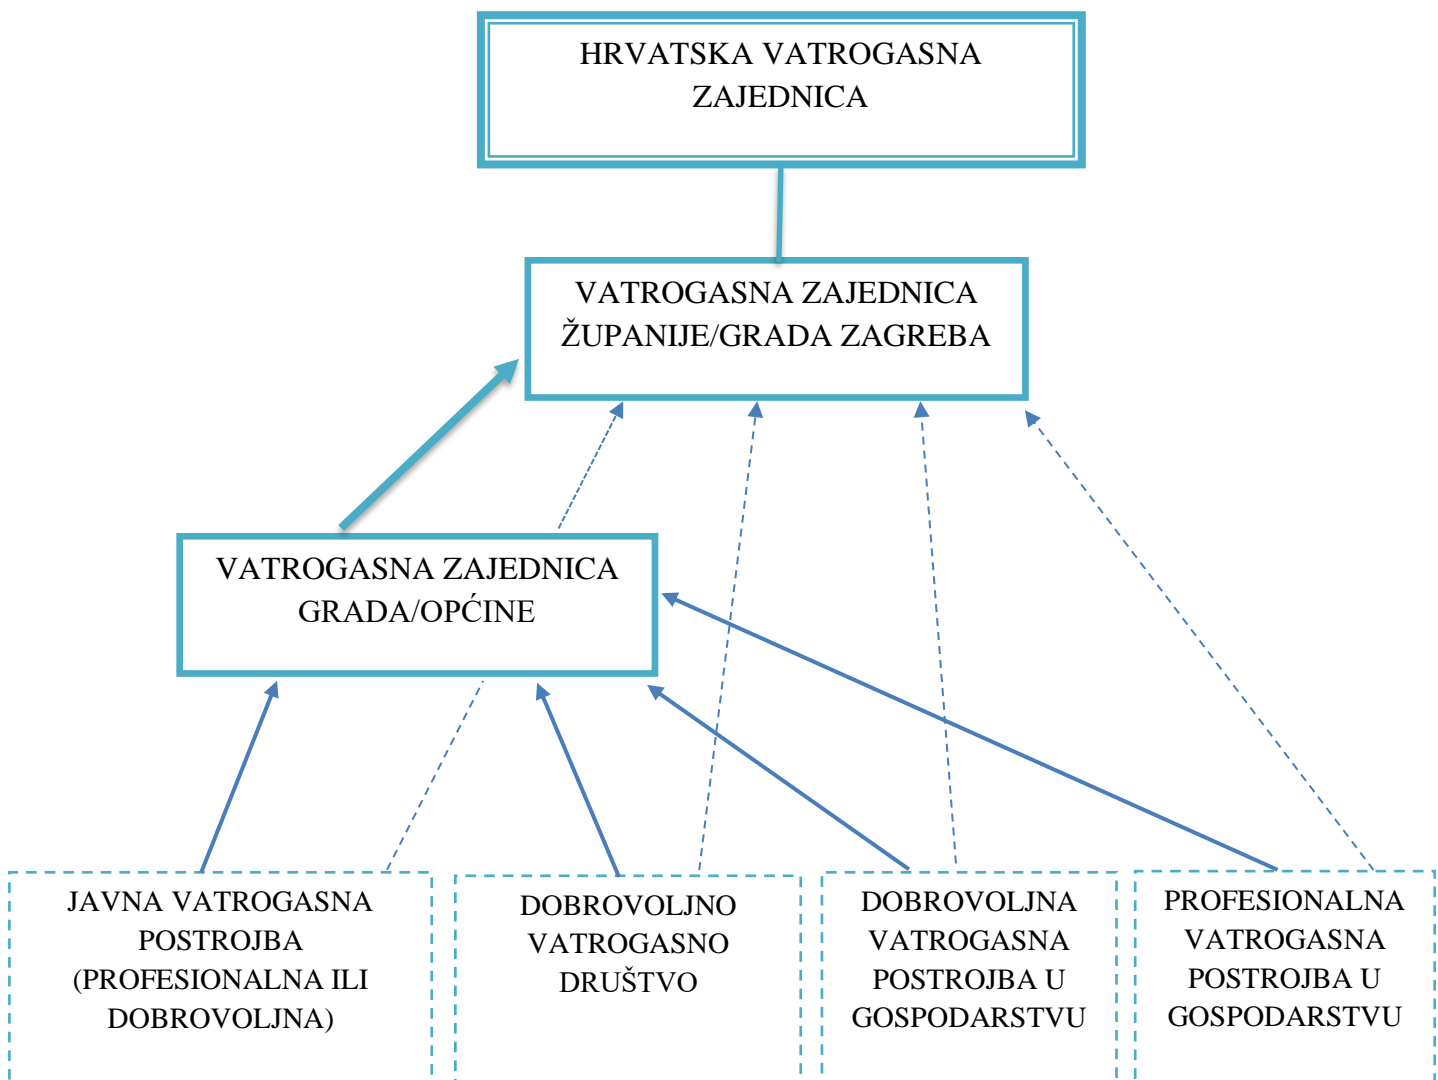 HRVATSKA VATROGASNA
ZAJEDNICA
VATROGASNA ZAJEDNICA
ŽUPANIJE/GRADA ZAGREBA
VATROGASNA ZAJEDNICA
GRADA/OPĆINE
JAVNA VATROGASNA
POSTROJBA
(PROFESIONALNA ILI
DOBROVOLJNA)
DOBROVOLJNO
VATROGASNO
DRUŠTVO
DOBROVOLJNA
VATROGASNA
POSTROJBA U
GOSPODARSTVU
PROFESIONALNA
VATROGASNA
POSTROJBA U
GOSPODARSTVU